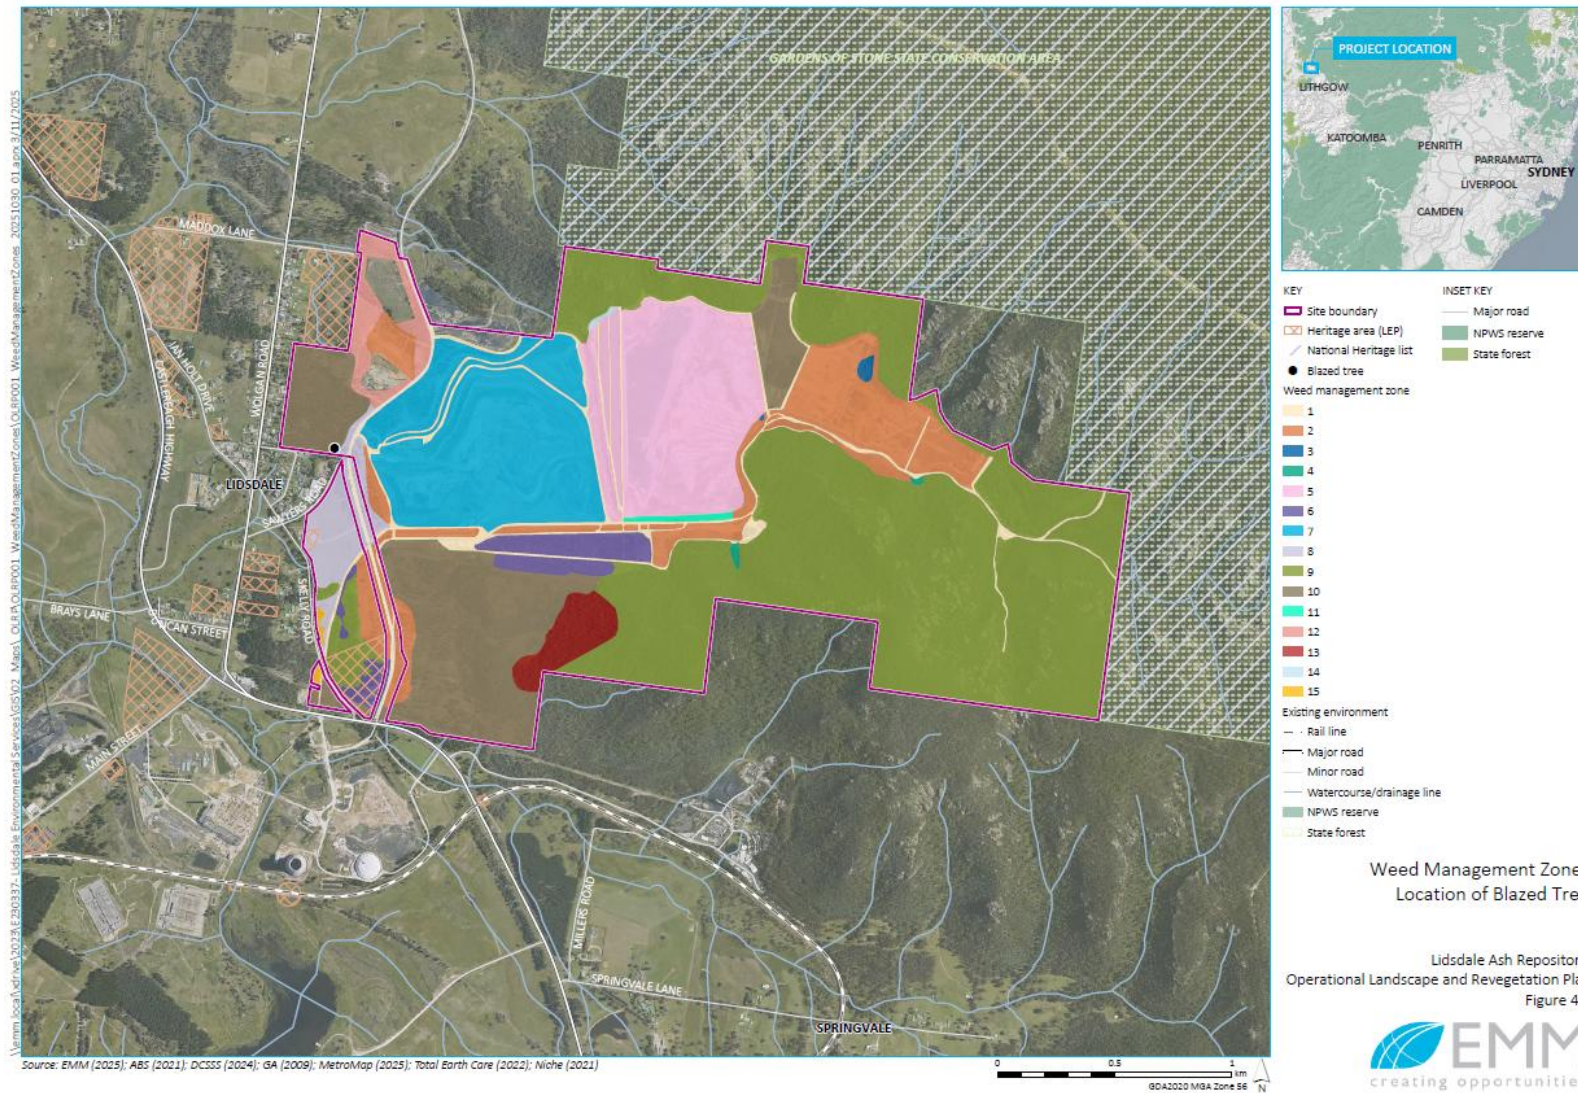 GARDENS OF STONE STATE CONSERVATION AREA
MADDOX LANE
WOLGAN ROAD
IAN HOLT DRIVE
CASTLEREAGH HIGHWAY
LIDSDALE
SAWYERS ROAD
SKELLY ROAD
BRAYS LANE
DUNCAN STREET
MAIN STREET
MILLERS ROAD
SPRINGVALE LANE
SPRINGVALE
PROJECT LOCATION
LITHGOW
KATOOMBA
PENRITH
PARRAMATTA
SYDNEY
LIVERPOOL
CAMDEN
KEY
Site boundary
Heritage area (LEP)
National Heritage list
Blazed tree
Weed management zone
1
2
3
4
5
6
7
8
9
10
11
12
13
14
15
Existing environment
Rail line
Major road
Minor road
Watercourse/drainage line
NPWS reserve
State forest
INSET KEY
Major road
NPWS reserve
State forest
Weed Management Zone
Location of Blazed Tre
Lidsdale Ash Repositor
Operational Landscape and Revegetation Pla
Figure 4
EMM
creating opportunitie
Source: EMM (2025); ABS (2021); DCSSS (2024); GA (2009); MetroMap (2025); Total Earth Care (2022); Niche (2021)
0 0.5 1
km
GDA2020 MGA Zone 56
N